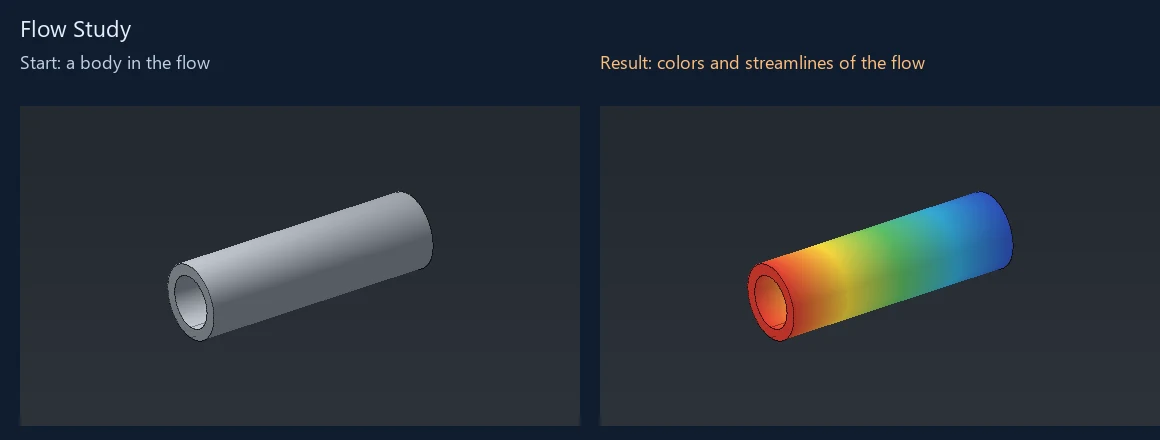 Flow Study
Start: a body in the flow
Result: colors and streamlines of the flow